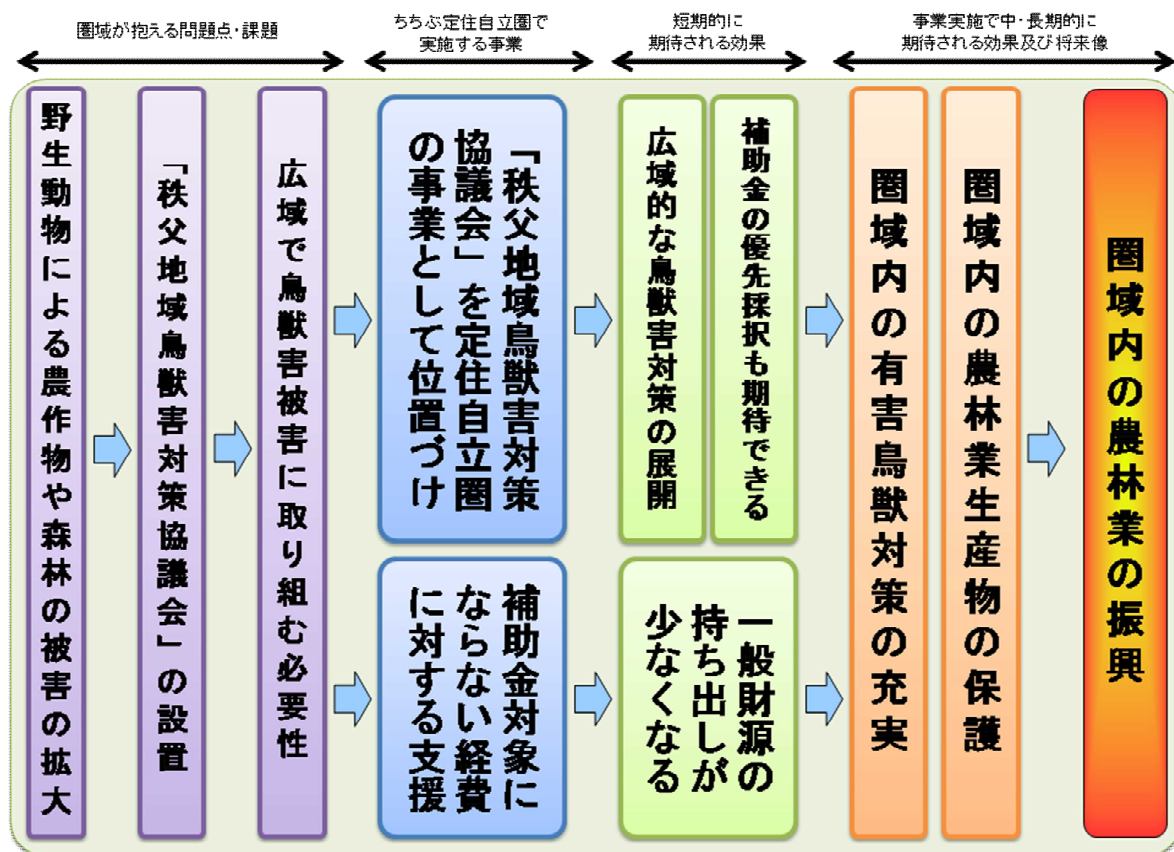 圏域が抱える問題点・課題
ちちぶ定住自立圏で
実施する事業
短期的に
期待される効果
事業実施で中・長期的に
期待される効果及び将来像
野生動物による農作物や森林の被害の拡大
「秩父地域鳥獣害対策協議会」の設置
広域で鳥獣害被害に取り組む必要性
「秩父地域鳥獣害対策
協議会」を定住自立圏
の事業として位置づけ
補助金対象に
ならない経費
に対する支援
広域的な鳥獣害対策の展開
補助金の優先採択も期待できる
一般財源の
持ち出しが
少なくなる
圏域内の有害鳥獣対策の充実
圏域内の農林業生産物の保護
圏域内の農林業の振興